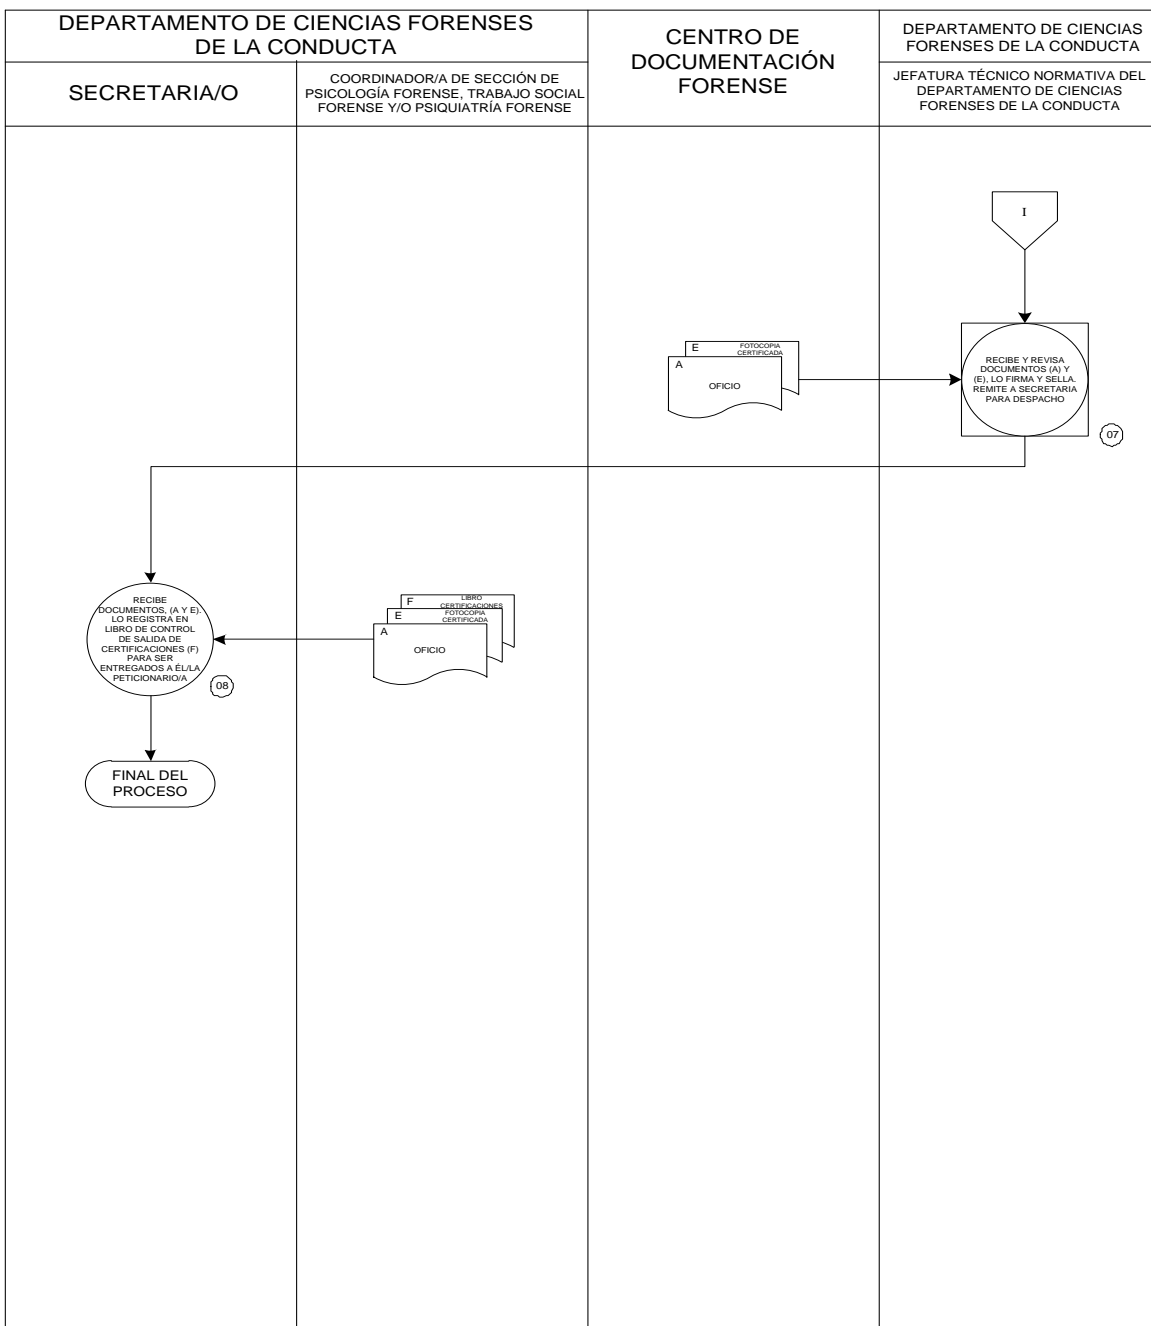 DEPARTAMENTO DE CIENCIAS FORENSES
DE LA CONDUCTA
SECRETARIA/O
COORDINADOR/A DE SECCIÓN DE
PSICOLOGÍA FORENSE, TRABAJO SOCIAL
FORENSE Y/O PSIQUIATRÍA FORENSE
CENTRO DE
DOCUMENTACIÓN
FORENSE
DEPARTAMENTO DE CIENCIAS
FORENSES DE LA CONDUCTA
JEFATURA TÉCNICO NORMATIVA DEL
DEPARTAMENTO DE CIENCIAS
FORENSES DE LA CONDUCTA
I
E
FOTOCOPIA
CERTIFICADA
A
OFICIO
RECIBE Y REVISA
DOCUMENTOS (A) Y
(E), LO FIRMA Y SELLA.
REMITE A SECRETARIA
PARA DESPACHO
07
RECIBE
DOCUMENTOS, (A Y E).
LO REGISTRA EN
LIBRO DE CONTROL
DE SALIDA DE
CERTIFICACIONES (F)
PARA SER
ENTREGADOS A ÉL/LA
PETICIONARIO/A
08
F
LIBRO
CERTIFICACIONES
E
FOTOCOPIA
CERTIFICADA
A
OFICIO
FINAL DEL
PROCESO